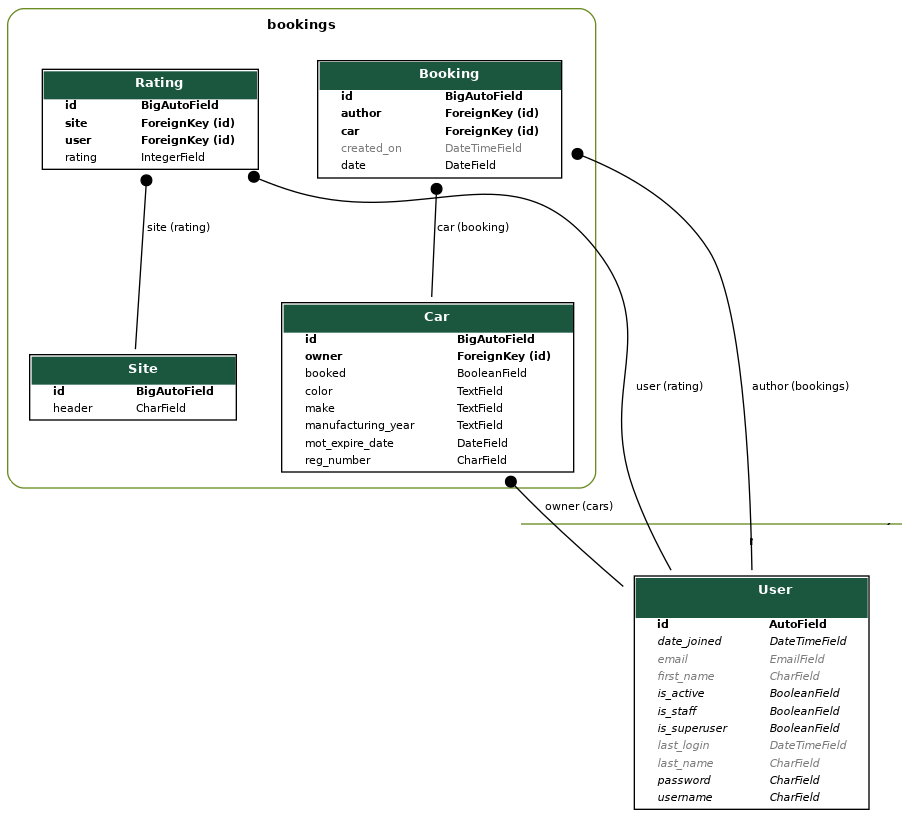 bookings
Rating
id BigAutoField
site ForeignKey (id)
user ForeignKey (id)
rating IntegerField
Booking
id BigAutoField
author ForeignKey (id)
car ForeignKey (id)
created_on DateTimeField
date DateField
site (rating)
car (booking)
Car
id BigAutoField
owner ForeignKey (id)
booked BooleanField
color TextField
make TextField
manufacturing_year TextField
mot_expire_date DateField
reg_number CharField
Site
id BigAutoField
header CharField
user (rating)
author (bookings)
owner (cars)
User
id AutoField
date_joined DateTimeField
email EmailField
first_name CharField
is_active BooleanField
is_staff BooleanField
is_superuser BooleanField
last_login DateTimeField
last_name CharField
password CharField
username CharField